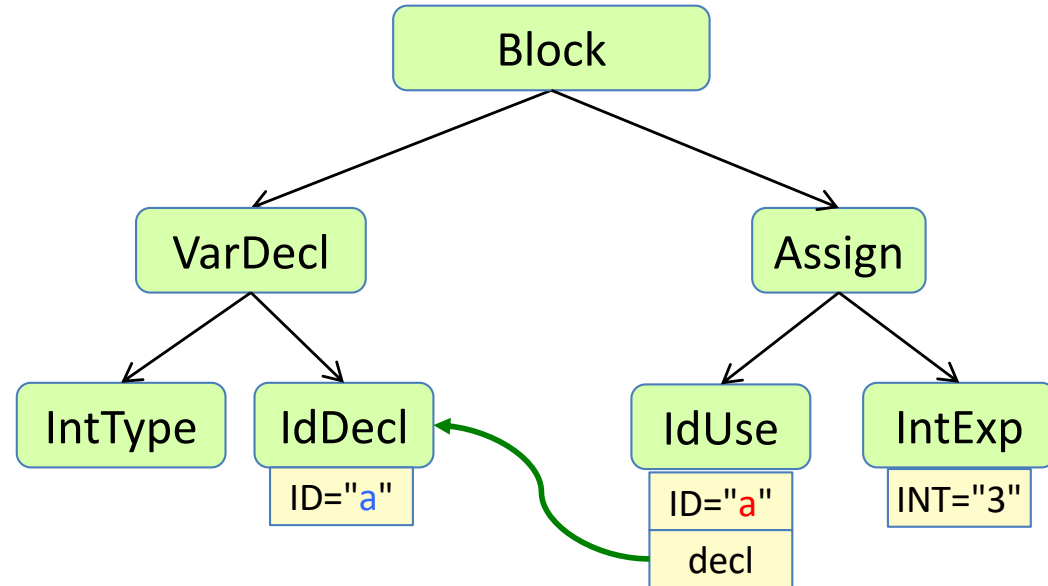 Block
VarDecl
Assign
IntType
IdDecl
IdUse
IntExp
ID="a"
ID="a"
INT="3"
decl